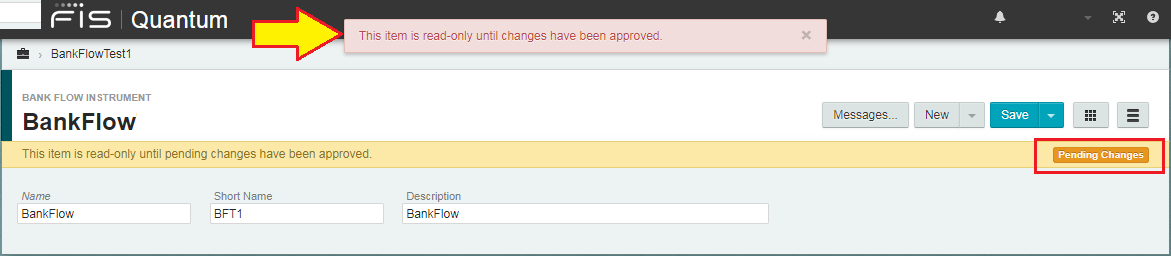 FIS Quantum
This item is read-only until changes have been approved. ×
› BankFlowTest1
BANK FLOW INSTRUMENT
BankFlow
Messages... New Save
This item is read-only until pending changes have been approved. Pending Changes
Name Short Name Description
BankFlow BFT1 BankFlow